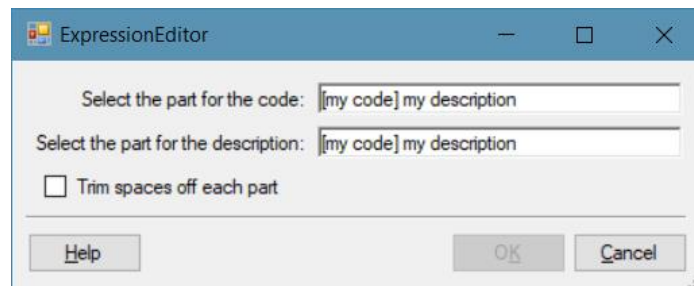 ExpressionEditor
Select the part for the code: [my code] my description
Select the part for the description: [my code] my description
Trim spaces off each part
Help OK Cancel